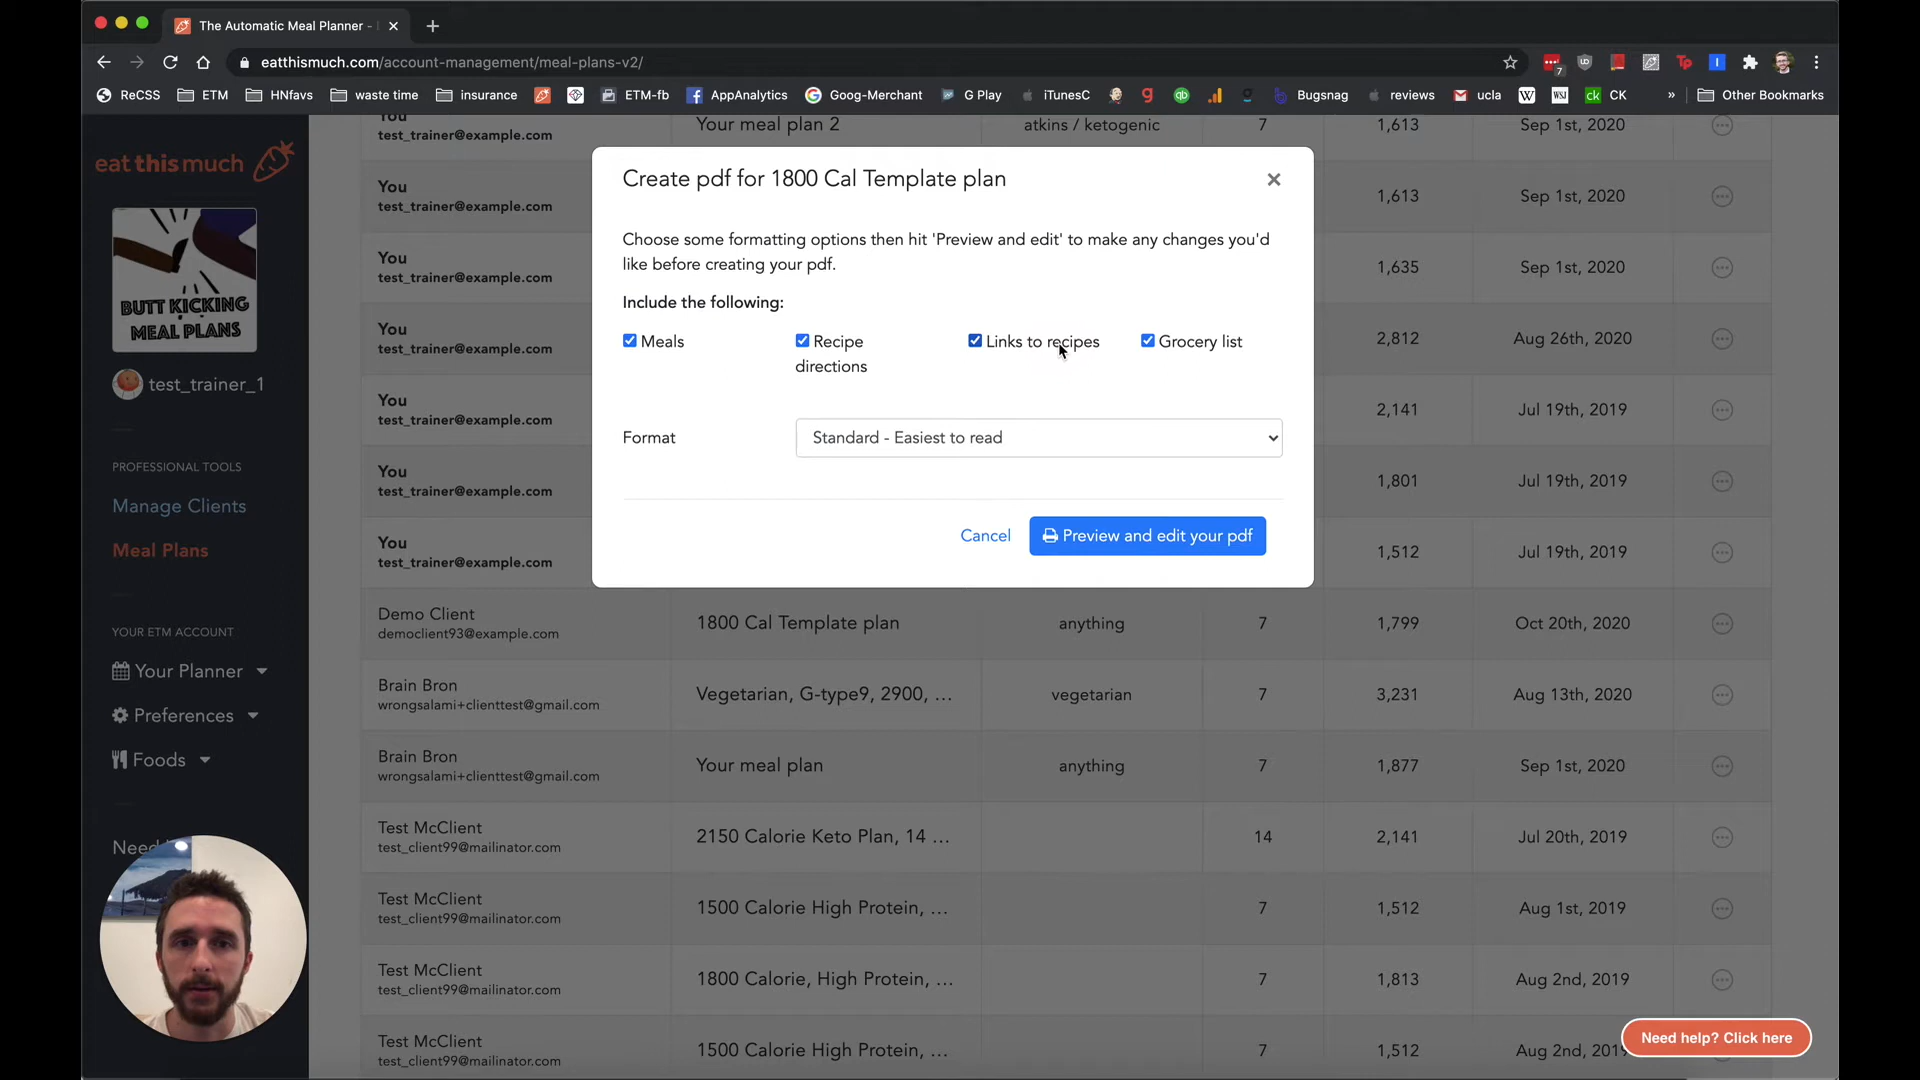 The Automatic Meal Planner -
eatthismuch.com/account-management/meal-plans-v2/
7
ReCSS ETM HNfavs waste time insurance ETM-fb AppAnalytics Goog-Merchant G Play iTunesC Bugsnag reviews ucla CK » Other Bookmarks
eat this much
BUTT KICKING
MEAL PLANS
test_trainer_1
PROFESSIONAL TOOLS
Manage Clients
Meal Plans
YOUR ETM ACCOUNT
Your Planner
Preferences
Foods
Need
You
test_trainer@example.com
Your meal plan 2 atkins / ketogenic 7 1,613 Sep 1st, 2020
You
test_trainer@example.com
1,613 Sep 1st, 2020
You
test_trainer@example.com
1,635 Sep 1st, 2020
You
test_trainer@example.com
2,812 Aug 26th, 2020
You
test_trainer@example.com
2,141 Jul 19th, 2019
You
test_trainer@example.com
1,801 Jul 19th, 2019
You
test_trainer@example.com
1,512 Jul 19th, 2019
Create pdf for 1800 Cal Template plan
Choose some formatting options then hit 'Preview and edit' to make any changes you'd
like before creating your pdf.
Include the following:
Meals Recipe Links to recipes Grocery list
directions
Format Standard - Easiest to read
Cancel Preview and edit your pdf
Demo Client
democlient93@example.com
1800 Cal Template plan anything 7 1,799 Oct 20th, 2020
Brain Bron
wrongsalami+clienttest@gmail.com
Vegetarian, G-type9, 2900, ... vegetarian 7 3,231 Aug 13th, 2020
Brain Bron
wrongsalami+clienttest@gmail.com
Your meal plan anything 7 1,877 Sep 1st, 2020
Test McClient
test_client99@mailinator.com
2150 Calorie Keto Plan, 14 ... 14 2,141 Jul 20th, 2019
Test McClient
test_client99@mailinator.com
1500 Calorie High Protein, ... 7 1,512 Aug 1st, 2019
Test McClient
test_client99@mailinator.com
1800 Calorie, High Protein, ... 7 1,813 Aug 2nd, 2019
Test McClient
test_client99@mailinator.com
1500 Calorie High Protein, ... 7 1,512 Aug 2nd, 2019
Need help? Click here